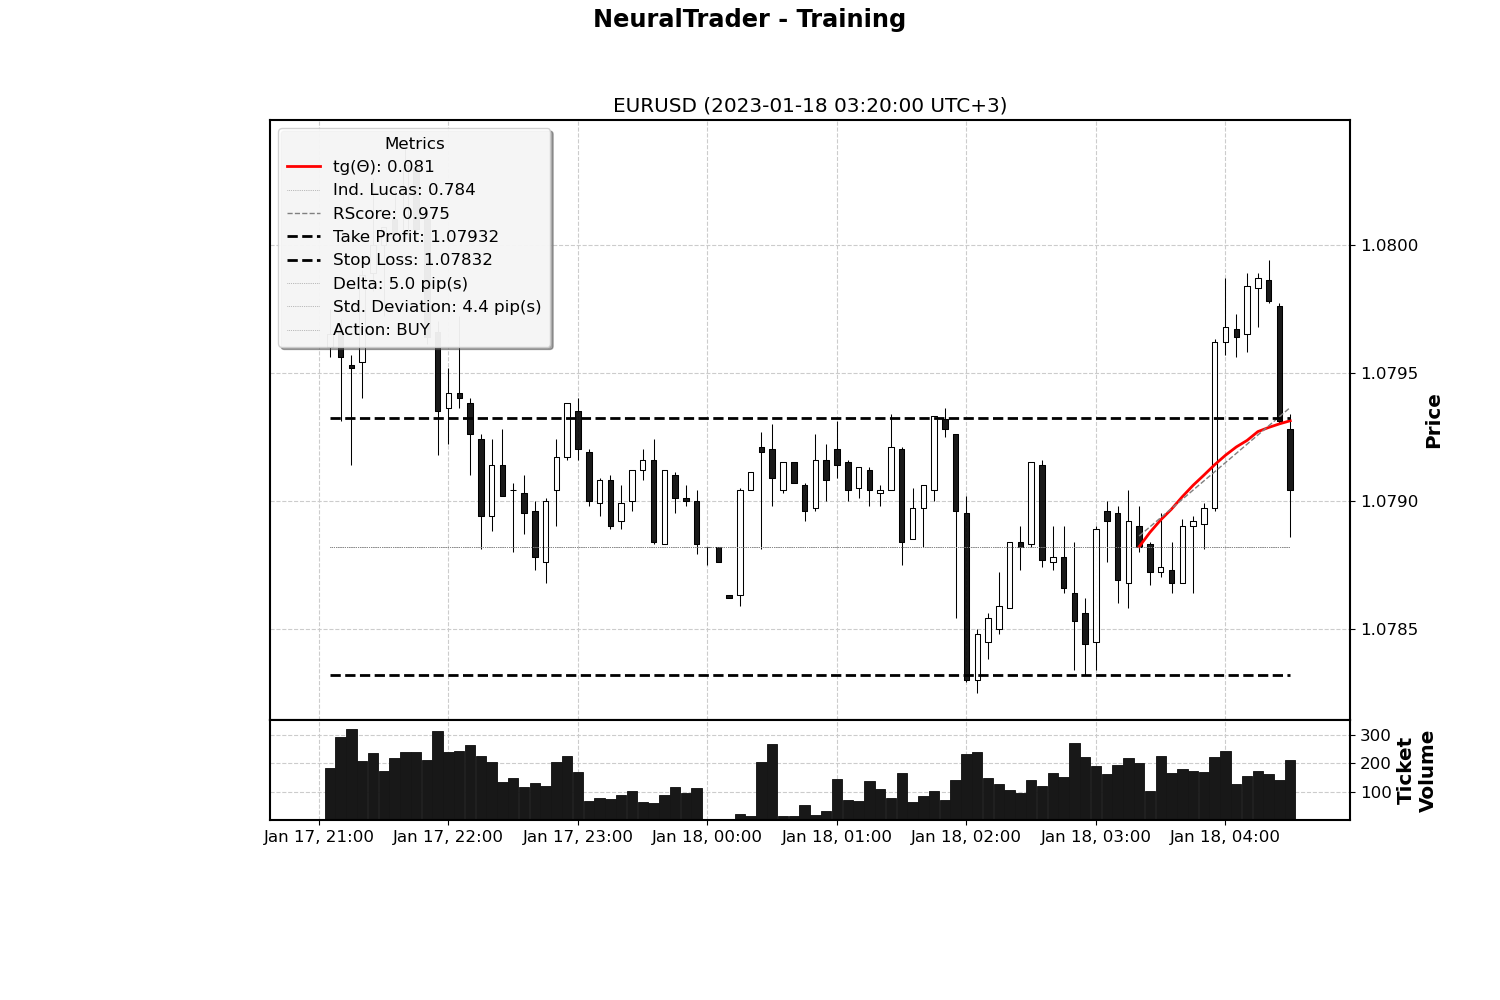 NeuralTrader - Training
EURUSD (2023-01-18 03:20:00 UTC+3)
Metrics
tg(Θ): 0.081
Ind. Lucas: 0.784
RScore: 0.975
Take Profit: 1.07932
Stop Loss: 1.07832
Delta: 5.0 pip(s)
Std. Deviation: 4.4 pip(s)
Action: BUY
1.0800
1.0795
1.0790
1.0785
Price
300
200
100
Ticket
Volume
Jan 17, 21:00
Jan 17, 22:00
Jan 17, 23:00
Jan 18, 00:00
Jan 18, 01:00
Jan 18, 02:00
Jan 18, 03:00
Jan 18, 04:00